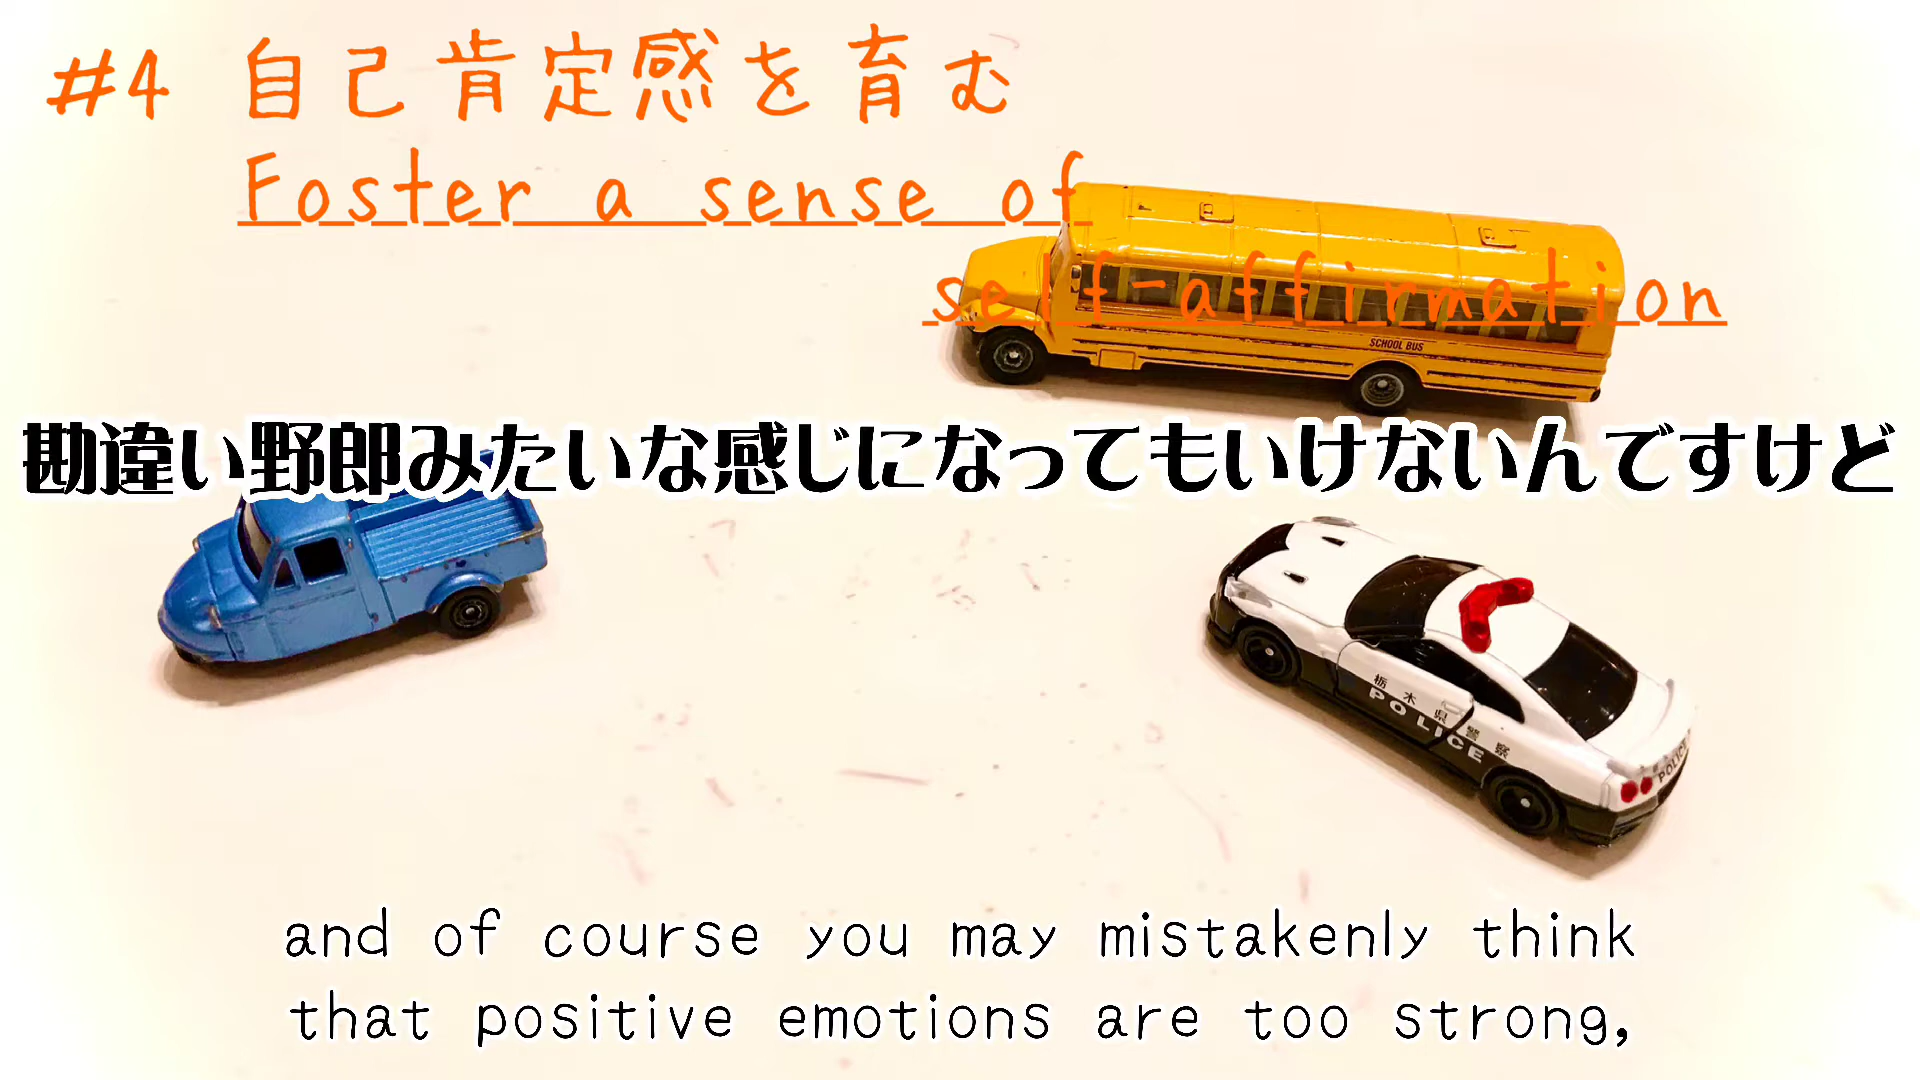 #4 自己肯定感を育む
Foster a sense of
self-affirmation
SCHOOL BUS
勘違い野郎みたいな感じになってもいけないんですけど
栃木県警察
POLICE
POLICE
and of course you may mistakenly think
that positive emotions are too strong,